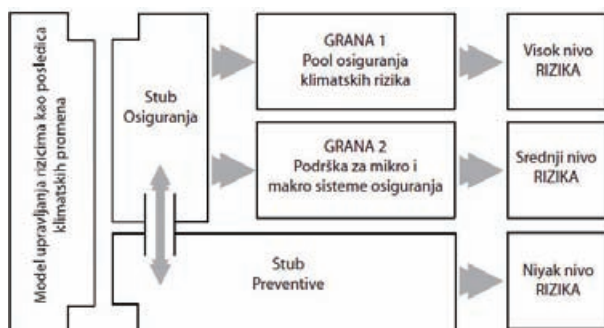 Model upravljanja rizicima kao posledica
klimatskih promena
Stub
Osiguranja
GRANA 1
Pool osiguranja
klimatskih rizika
Visok nivo
RIZIKA
GRANA 2
Podrška za mikro i
makro sisteme osiguranja
Srednji nivo
RIZIKA
Stub
Preventive
Niyak nivo
RIZIKA